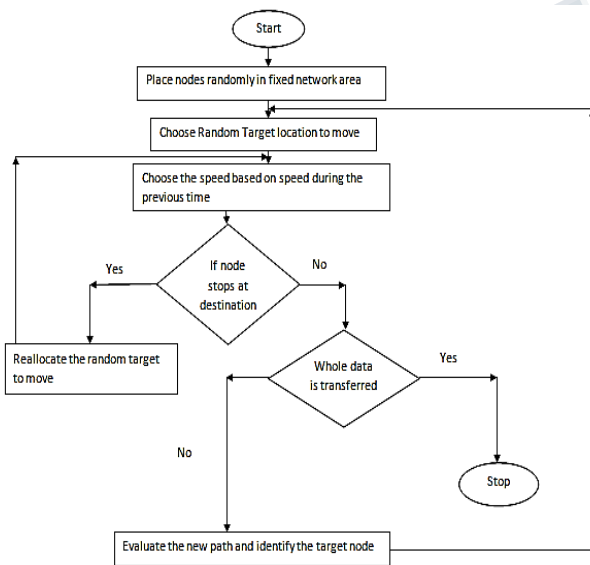 Start
Place nodes randomly in fixed network area
Choose Random Target location to move
Choose the speed based on speed during the
previous time
If node
stops at
destination
Yes
No
Reallocate the random target
to move
Whole data
is transferred
Yes
No
Stop
Evaluate the new path and identify the target node